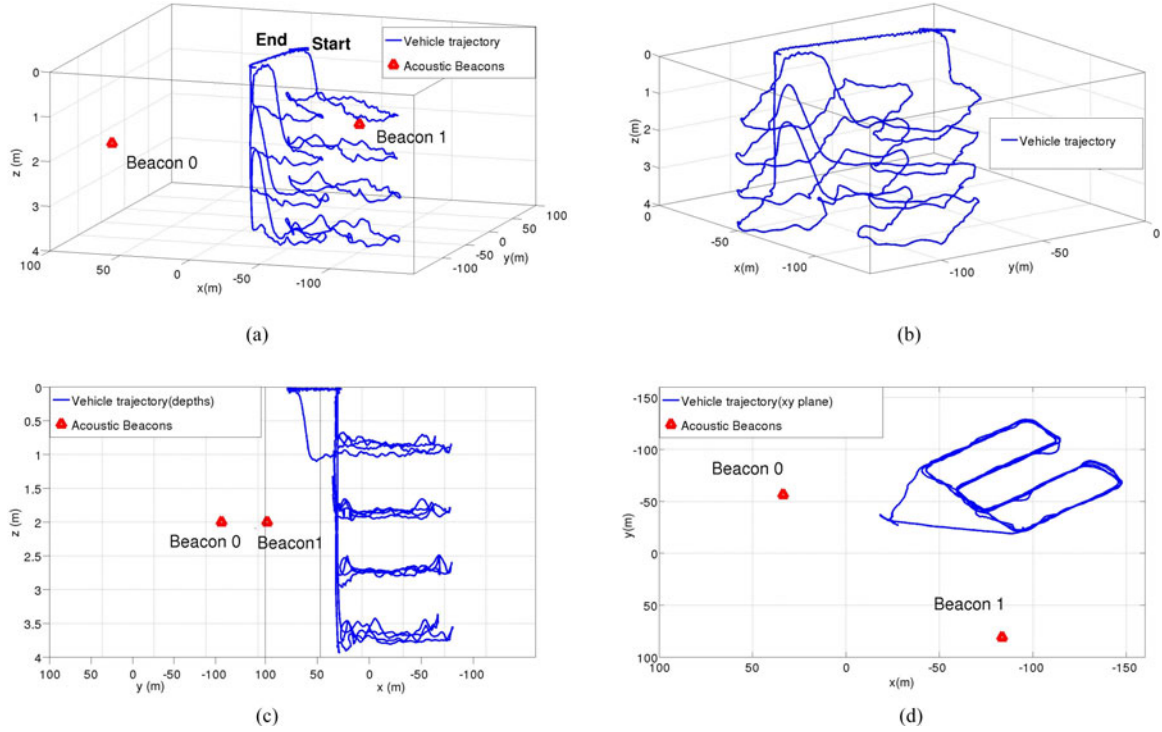 End Start
Vehicle trajectory
Acoustic Beacons
0
1
2
3
4
z (m)
Beacon 0
Beacon 1
100
50
0
-50
-100
x(m)
-100
-50
0
50
100
y(m)
(a)
0
1
2
3
4
z(m)
Vehicle trajectory
0
-50
-100
x(m)
-100
-50
0
y(m)
(b)
0
0.5
1
1.5
2
2.5
3
3.5
4
z (m)
Vehicle trajectory(depths)
Acoustic Beacons
Beacon 0 Beacon1
100 50 0 -50 -100 100 50 0 -50 -100
y (m) x (m)
(c)
-150
-100
-50
0
50
100
y(m)
Vehicle trajectory(xy plane)
Acoustic Beacons
Beacon 0
Beacon 1
100 50 0 -50 -100 -150
x(m)
(d)